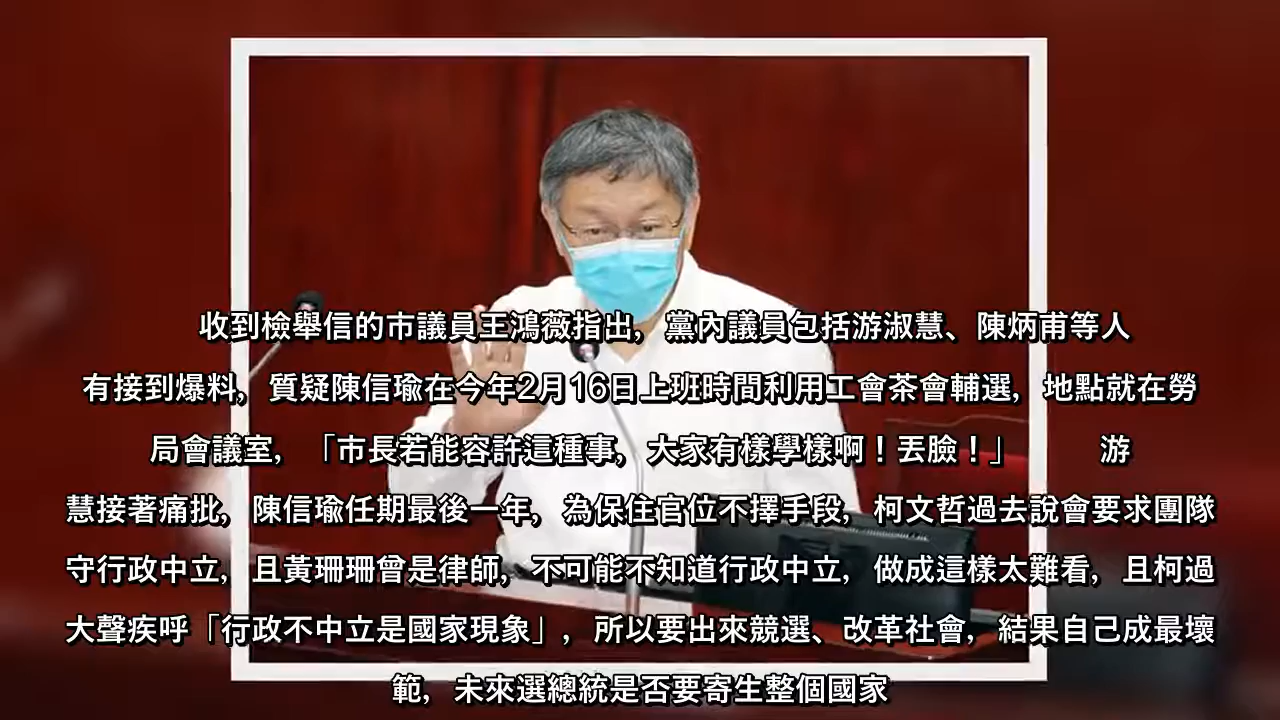 收到檢舉信的市議員王鴻薇指出，黨內議員包括游淑慧、陳炳甫等人
有接到爆料，質疑陳信瑜在今年2月16日上班時間利用工會茶會輔選，地點就在勞
局會議室，「市長若能容許這種事，大家有樣學樣啊！丟臉！」 游
慧接著痛批，陳信瑜任期最後一年，為保住官位不擇手段，柯文哲過去說會要求團隊
守行政中立，且黃珊珊曾是律師，不可能不知道行政中立，做成這樣太難看，且柯過
大聲疾呼「行政不中立是國家現象」，所以要出來競選、改革社會，結果自己成最壞
範，未來選總統是否要寄生整個國家